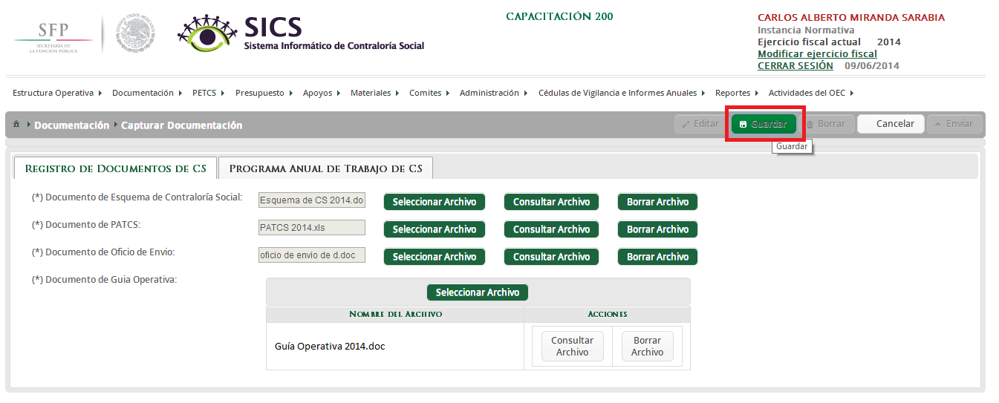 SFP
SECRETARÍA DE
LA FUNCIÓN PÚBLICA
ESTADOS UNIDOS MEXICANOS
SICS
Sistema Informático de Contraloría Social
CAPACITACIÓN 200
CARLOS ALBERTO MIRANDA SARABIA
Instancia Normativa
Ejercicio fiscal actual 2014
Modificar ejercicio fiscal
CERRAR SESIÓN 09/06/2014
Estructura Operativa Documentación PETCS Presupuesto Apoyos Materiales Comites Administración Cédulas de Vigilancia e Informes Anuales Reportes Actividades del OEC
Documentación Capturar Documentación Editar Guardar Borrar Cancelar Enviar
Guardar
Registro de Documentos de CS Programa Anual de Trabajo de CS
(*) Documento de Esquema de Contraloría Social: Esquema de CS 2014.do Seleccionar Archivo Consultar Archivo Borrar Archivo
(*) Documento de PATCS: PATCS 2014.xls Seleccionar Archivo Consultar Archivo Borrar Archivo
(*) Documento de Oficio de Envio: oficio de envio de d.doc Seleccionar Archivo Consultar Archivo Borrar Archivo
(*) Documento de Guia Operativa:
Seleccionar Archivo
Nombre del Archivo Acciones
Guía Operativa 2014.doc Consultar Archivo Borrar Archivo